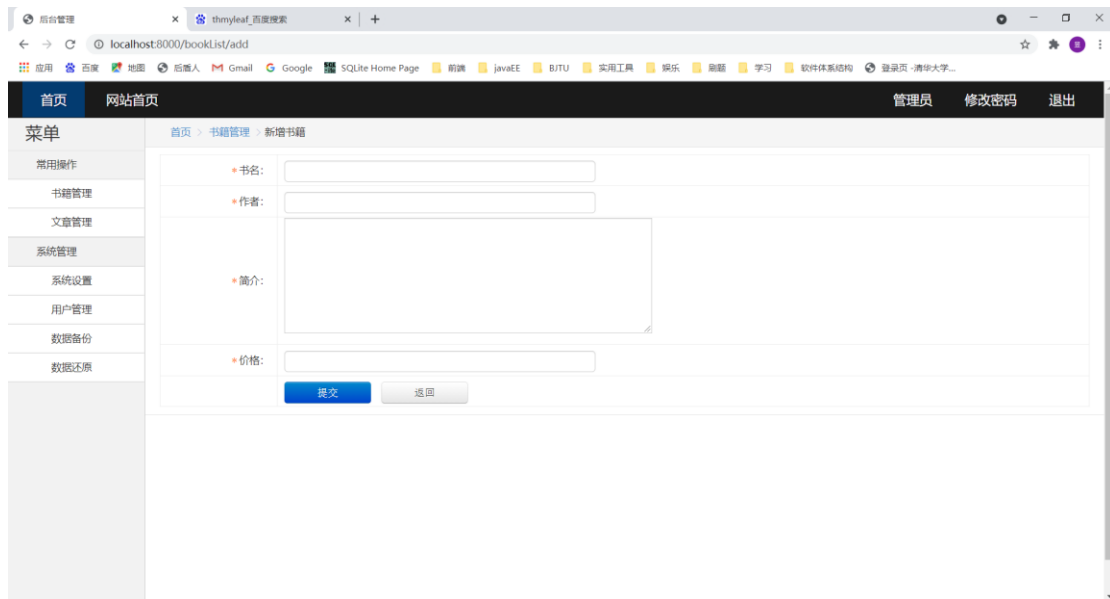 后台管理
thmyleaf_百度搜索
localhost:8000/bookList/add
应用 百度 地图 后盾人 Gmail Google SQLite Home Page 前端 javaEE BJTU 实用工具 娱乐 刷题 学习 软件体系结构 登录页 -清华大学...
首页 网站首页 管理员 修改密码 退出
菜单
首页 > 书籍管理 > 新增书籍
常用操作
书籍管理
文章管理
系统管理
系统设置
用户管理
数据备份
数据还原
*书名:
*作者:
*简介:
*价格:
提交 返回